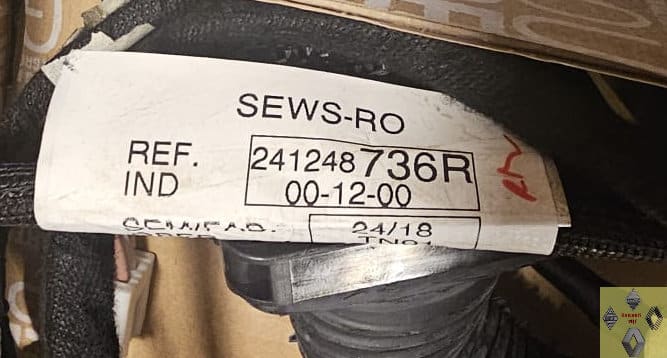 SEWS-RO
REF. 241248736R
IND 00-12-00
24/18